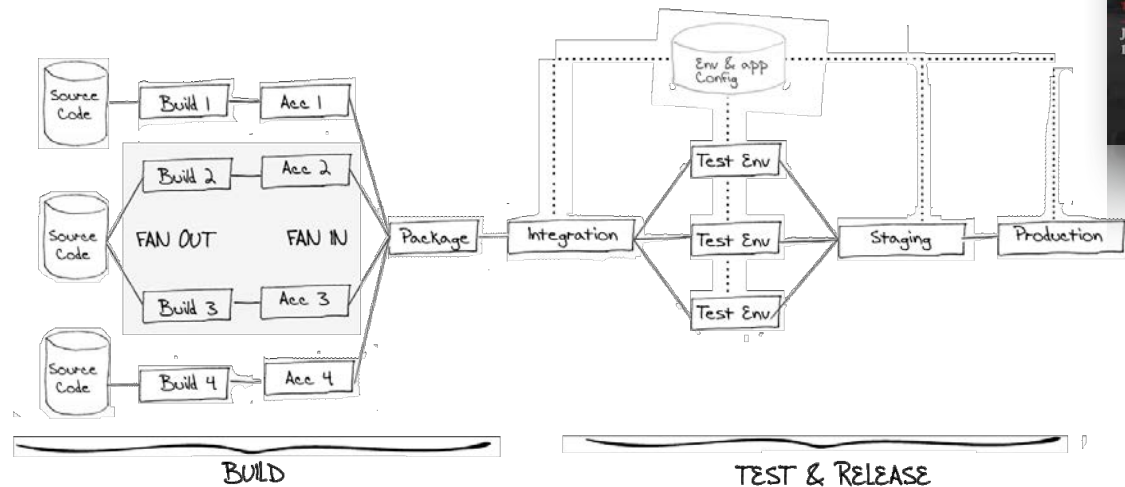 Source
Code
Build 1
Acc 1
Env & app
Config
Source
Code
Build 2
Acc 2
FAN OUT
FAN IN
Build 3
Acc 3
Package
Integration
Test Env
Test Env
Test Env
Staging
Production
Source
Code
Build 4
Acc 4
BUILD
TEST & RELEASE